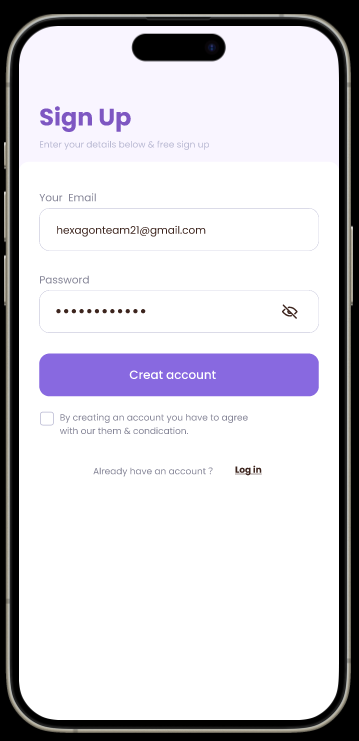 Sign Up
Enter your details below & free sign up
Your Email
hexagonteam21@gmail.com
Password
••••••••••••
Creat account
By creating an account you have to agree
with our them & condication.
Already have an account ? Log in